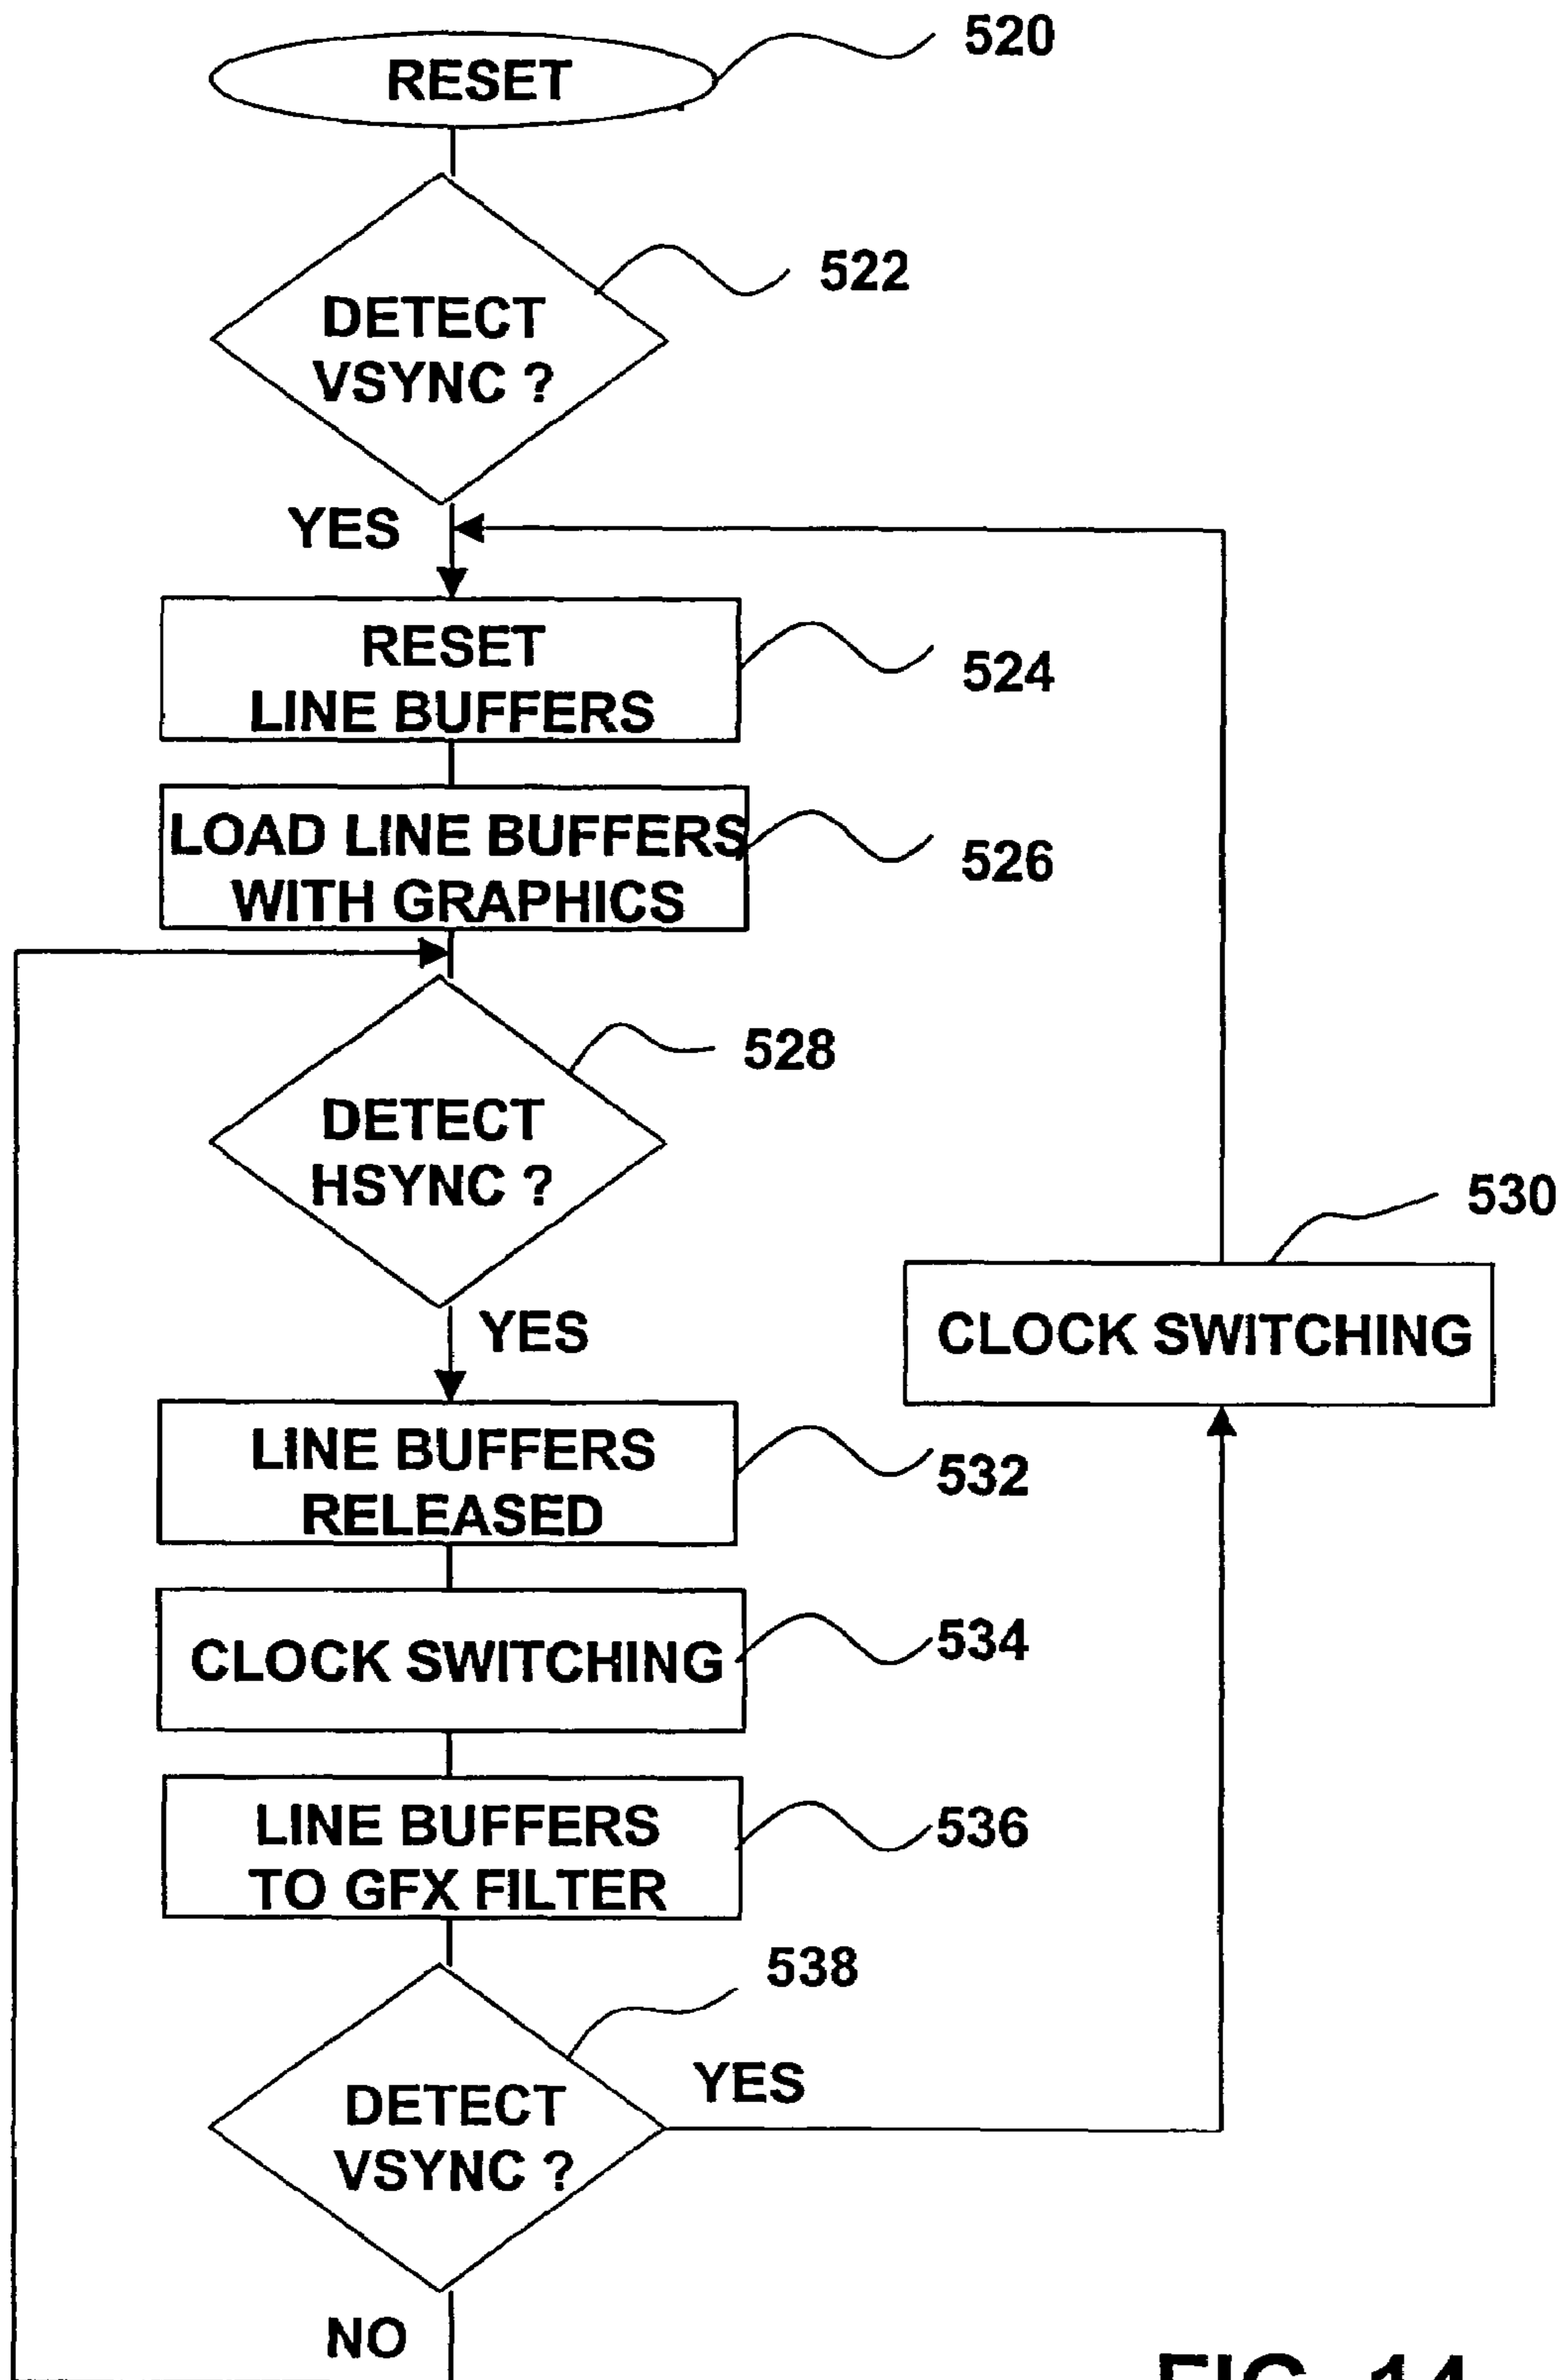 RESET
520
DETECT
VSYNC ?
522
YES
RESET
LINE BUFFERS
524
LOAD LINE BUFFERS
WITH GRAPHICS
526
DETECT
HSYNC ?
528
YES
530
CLOCK SWITCHING
LINE BUFFERS
RELEASED
532
CLOCK SWITCHING
534
LINE BUFFERS
TO GFX FILTER
536
538
DETECT
VSYNC ?
YES
NO
FIG. 14